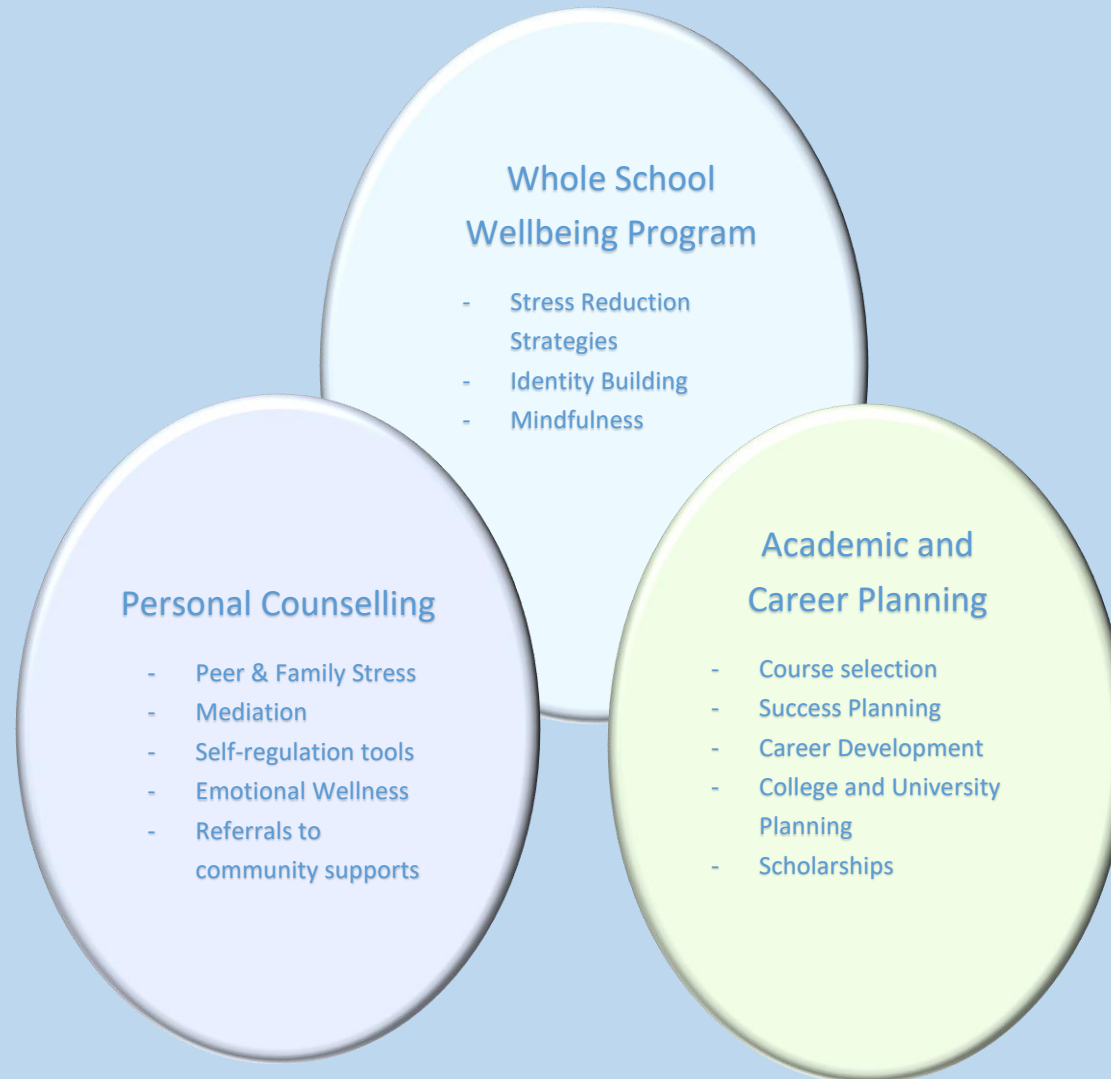 Whole School
Wellbeing Program
- Stress Reduction
Strategies
- Identity Building
- Mindfulness
Personal Counselling
- Peer & Family Stress
- Mediation
- Self-regulation tools
- Emotional Wellness
- Referrals to
community supports
Academic and
Career Planning
- Course selection
- Success Planning
- Career Development
- College and University
Planning
- Scholarships